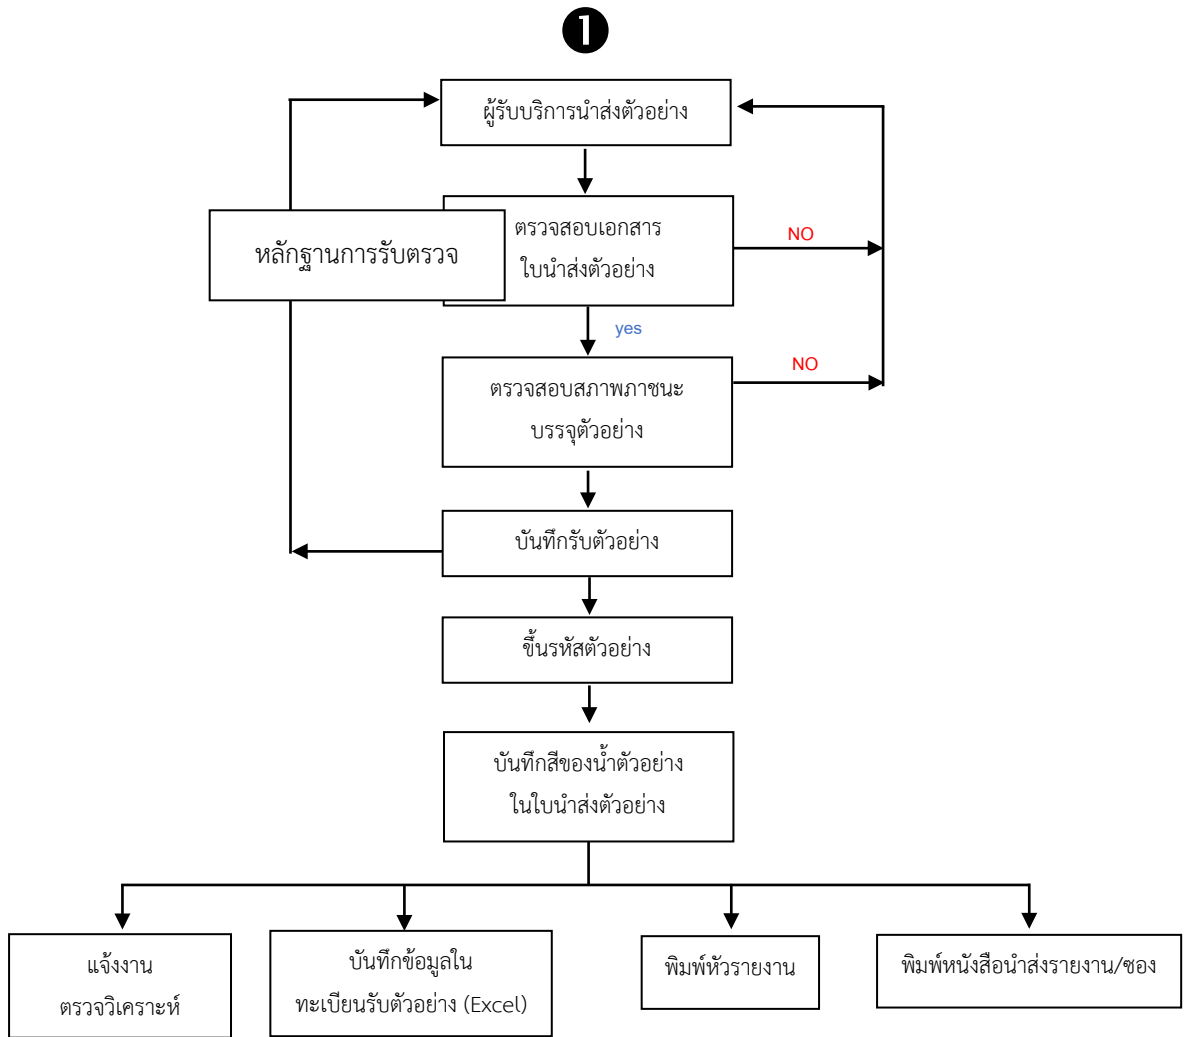 1
ผู้รับบริการนำส่งตัวอย่าง
หลักฐานการรับตรวจ
ตรวจสอบเอกสาร
ใบนำส่งตัวอย่าง
NO
yes
ตรวจสอบสภาพภาชนะ
บรรจุตัวอย่าง
NO
บันทึกรับตัวอย่าง
ขึ้นรหัสตัวอย่าง
บันทึกสีของน้ำตัวอย่าง
ในใบนำส่งตัวอย่าง
แจ้งงาน
ตรวจวิเคราะห์
บันทึกข้อมูลใน
ทะเบียนรับตัวอย่าง (Excel)
พิมพ์หัวรายงาน
พิมพ์หนังสือนำส่งรายงาน/ซอง